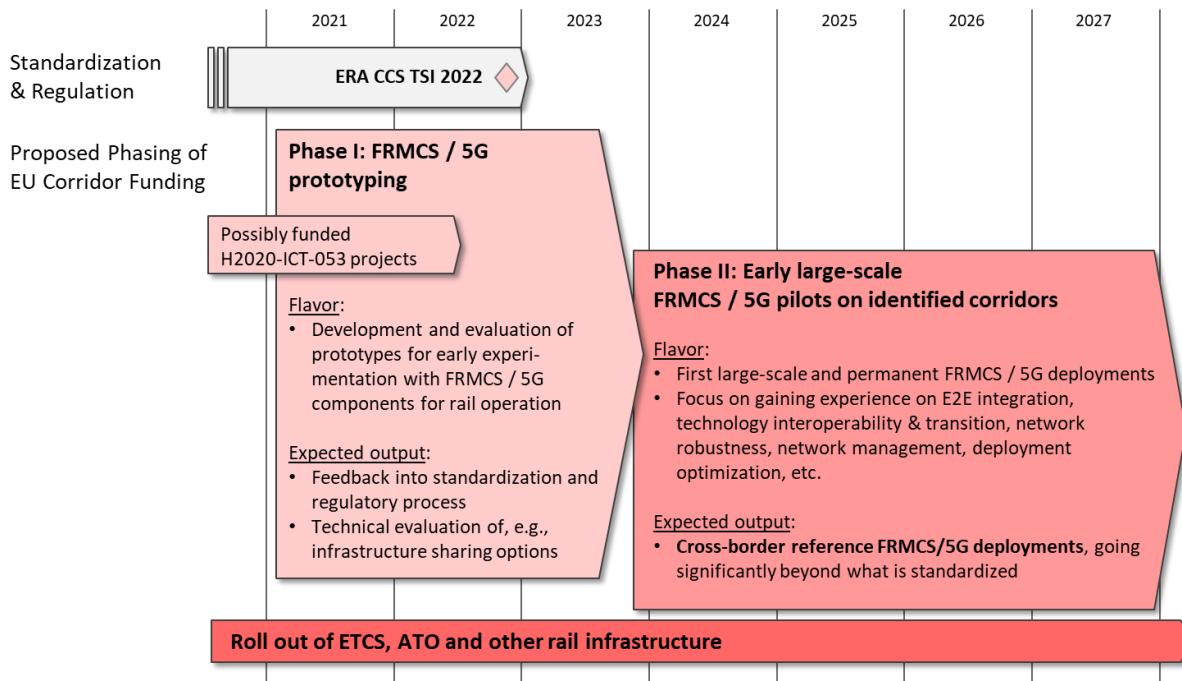 2021
2022
2023
2024
2025
2026
2027
Standardization
& Regulation
ERA CCS TSI 2022
Proposed Phasing of
EU Corridor Funding
Phase I: FRMCS / 5G
prototyping
Possibly funded
H2020-ICT-053 projects
Flavor:
• Development and evaluation of
prototypes for early experi-
mentation with FRMCS / 5G
components for rail operation
Expected output:
• Feedback into standardization and
regulatory process
• Technical evaluation of, e.g.,
infrastructure sharing options
Phase II: Early large-scale
FRMCS / 5G pilots on identified corridors
Flavor:
• First large-scale and permanent FRMCS / 5G deployments
• Focus on gaining experience on E2E integration,
technology interoperability & transition, network
robustness, network management, deployment
optimization, etc.
Expected output:
• Cross-border reference FRMCS/5G deployments, going
significantly beyond what is standardized
Roll out of ETCS, ATO and other rail infrastructure